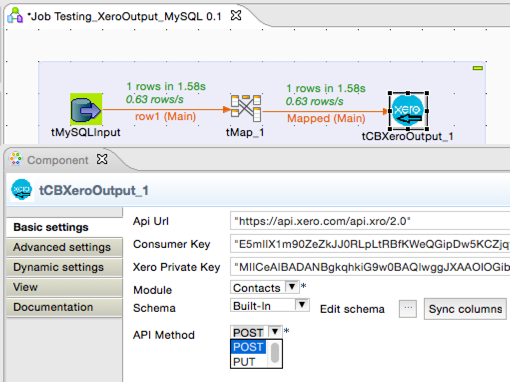 *Job Testing_XeroOutput_MySQL 0.1
1 rows in 1.58s
0.63 rows/s
row1 (Main)
1 rows in 1.58s
0.63 rows/s
Mapped (Main)
xero
tMySQLInput
tMap_1
tCBXeroOutput_1
Component
xero
tCBXeroOutput_1
Basic settings
Advanced settings
Dynamic settings
View
Documentation
Api Url
"https://api.xero.com/api.xro/2.0"
Consumer Key
Xero Private Key
Module
Contacts
*
Schema
Built-In
Edit schema
...
Sync columns
API Method
POST
*
POST
PUT